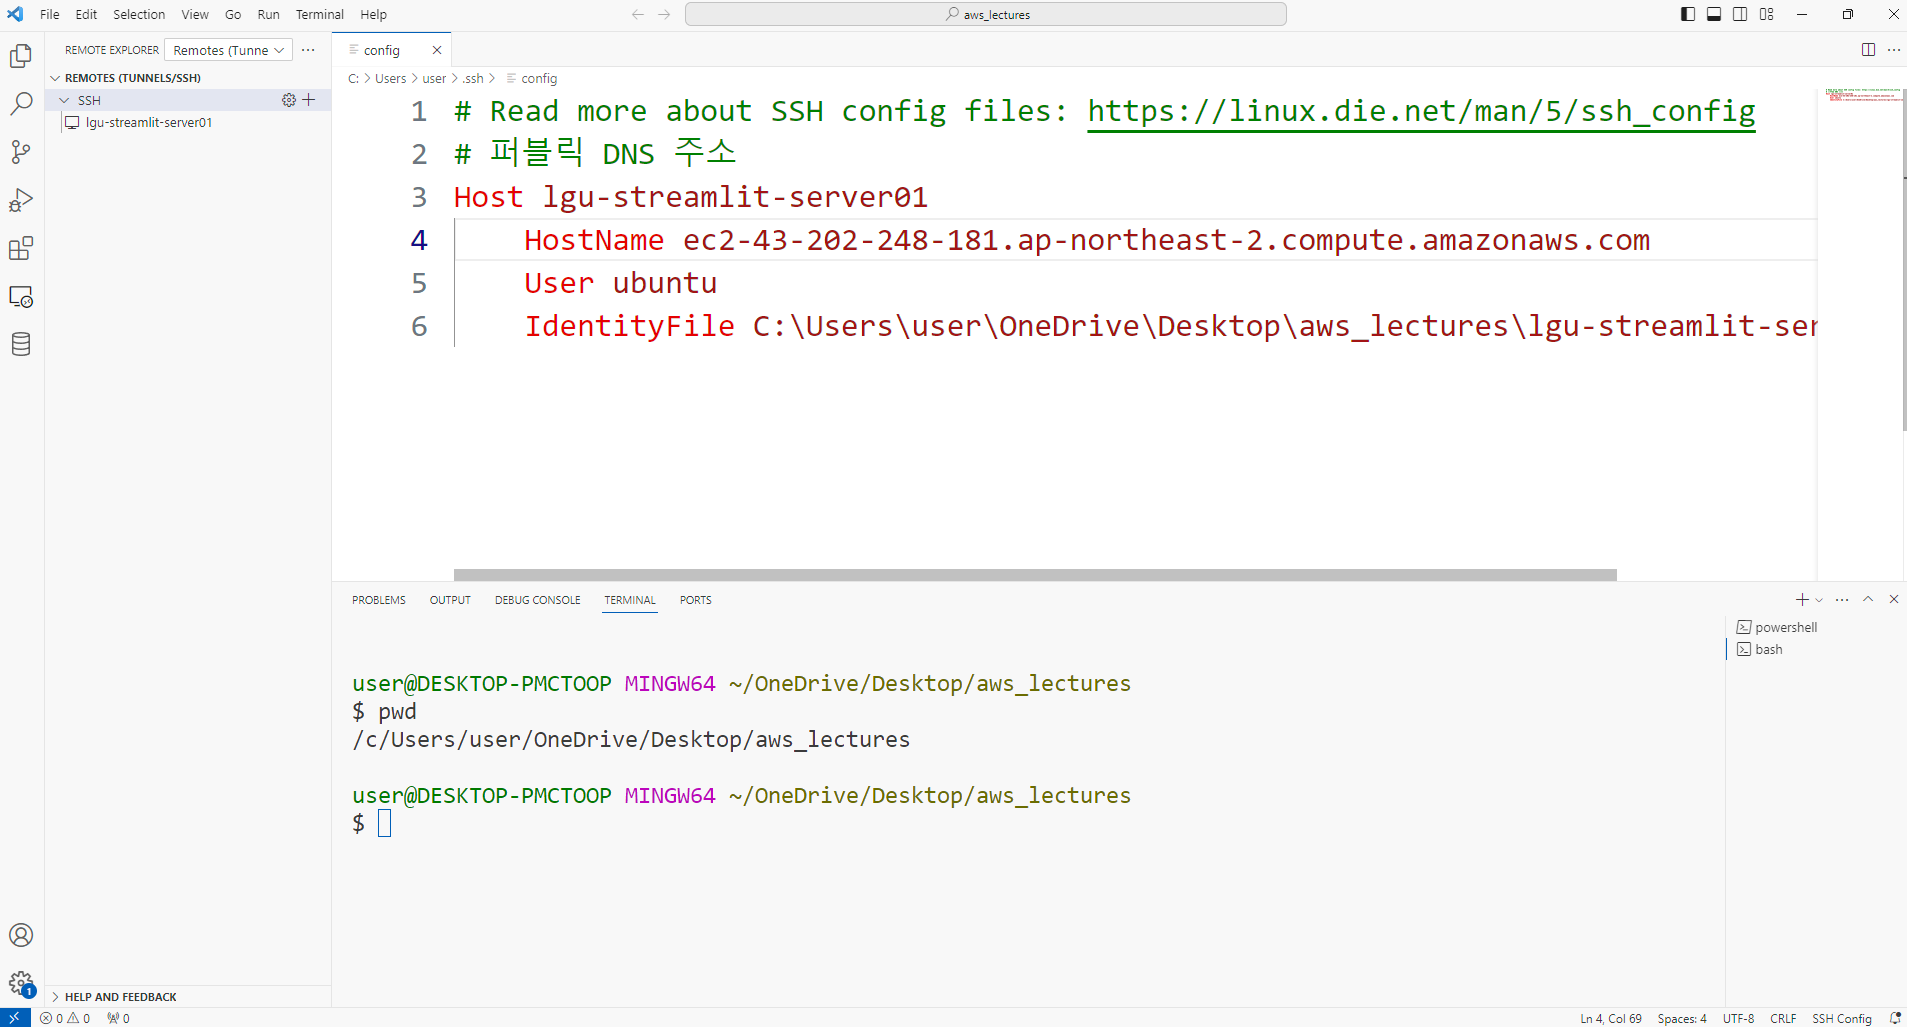 File Edit Selection View Go Run Terminal Help
aws_lectures
REMOTE EXPLORER Remotes (Tunne
REMOTES (TUNNELS/SSH)
SSH
lgu-streamlit-server01
config
C: > Users > user > .ssh > config
1 # Read more about SSH config files: https://linux.die.net/man/5/ssh_config
2 # 퍼블릭 DNS 주소
3 Host lgu-streamlit-server01
4 HostName ec2-43-202-248-181.ap-northeast-2.compute.amazonaws.com
5 User ubuntu
6 IdentityFile C:\Users\user\OneDrive\Desktop\aws_lectures\lgu-streamlit-ser
PROBLEMS OUTPUT DEBUG CONSOLE TERMINAL PORTS
powershell
bash
user@DESKTOP-PMCTOOP MINGW64 ~/OneDrive/Desktop/aws_lectures
$ pwd
/c/Users/user/OneDrive/Desktop/aws_lectures
user@DESKTOP-PMCTOOP MINGW64 ~/OneDrive/Desktop/aws_lectures
$
1
HELP AND FEEDBACK
0 0 0
Ln 4, Col 69 Spaces: 4 UTF-8 CRLF SSH Config